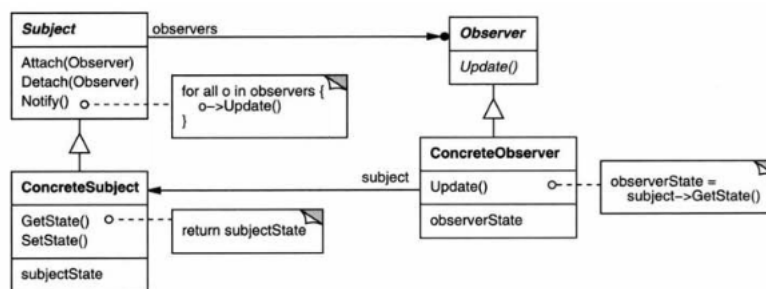 Subject
observers
Observer
Attach(Observer)
Detach(Observer)
Notify()
Update()
for all o in observers {
o->Update()
}
ConcreteSubject
GetState()
SetState()
subjectState
return subjectState
subject
ConcreteObserver
Update()
observerState
observerState =
subject->GetState()